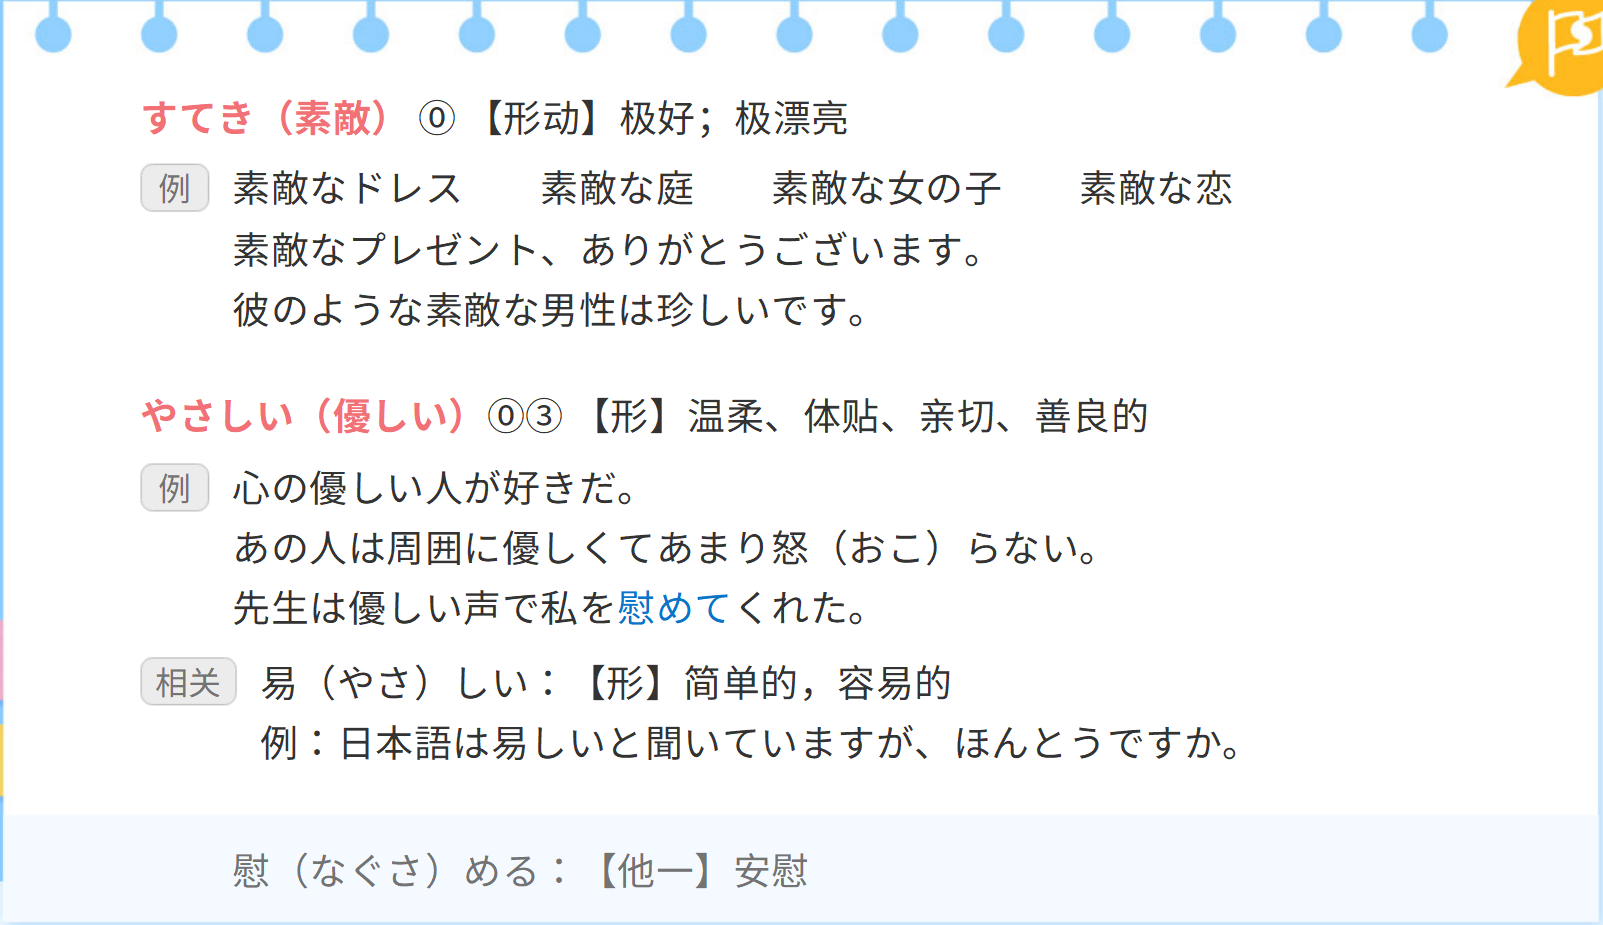 すてき（素敵） ⓪ 【形动】极好；极漂亮
例 素敵なドレス　　素敵な庭　　素敵な女の子　　素敵な恋
素敵なプレゼント、ありがとうございます。
彼のような素敵な男性は珍しいです。
やさしい（優しい）⓪③ 【形】温柔、体贴、亲切、善良的
例 心の優しい人が好きだ。
あの人は周囲に優しくてあまり怒（おこ）らない。
先生は優しい声で私を慰めてくれた。
相关 易（やさ）しい：【形】简单的，容易的
例：日本語は易しいと聞いていますが、ほんとうですか。
慰（なぐさ）める：【他一】安慰